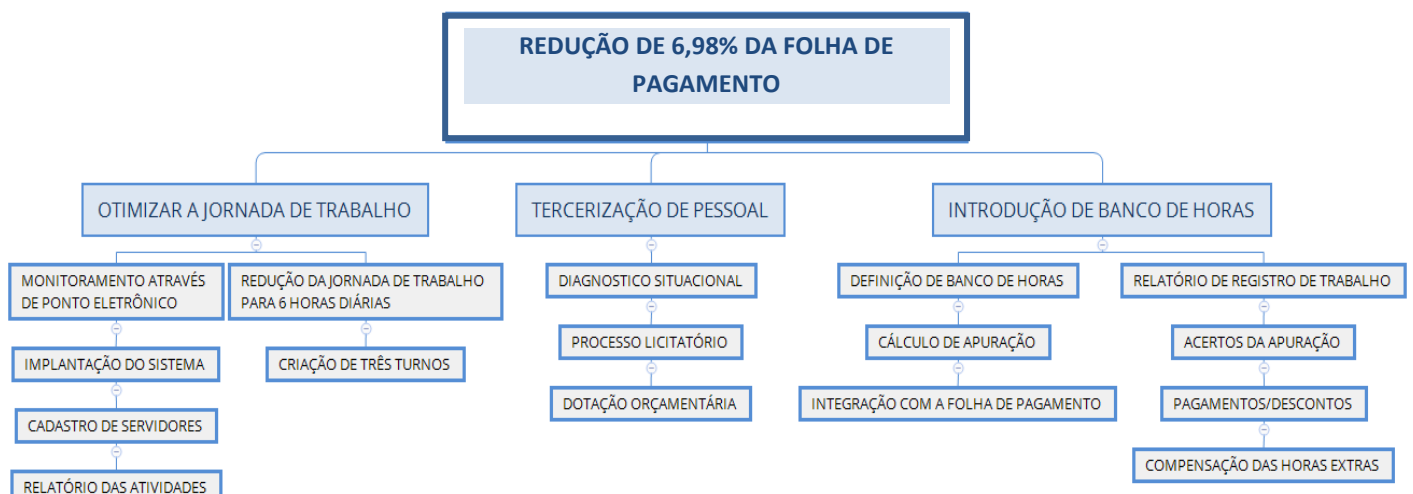 REDUÇÃO DE 6,98% DA FOLHA DE
PAGAMENTO
OTIMIZAR A JORNADA DE TRABALHO
TERCERIZAÇÃO DE PESSOAL
INTRODUÇÃO DE BANCO DE HORAS
MONITORAMENTO ATRAVÉS
DE PONTO ELETRÔNICO
REDUÇÃO DA JORNADA DE TRABALHO
PARA 6 HORAS DIÁRIAS
DIAGNOSTICO SITUACIONAL
DEFINIÇÃO DE BANCO DE HORAS
RELATÓRIO DE REGISTRO DE TRABALHO
IMPLANTAÇÃO DO SISTEMA
CRIAÇÃO DE TRÊS TURNOS
PROCESSO LICITATÓRIO
CÁLCULO DE APURAÇÃO
ACERTOS DA APURAÇÃO
CADASTRO DE SERVIDORES
DOTAÇÃO ORÇAMENTÁRIA
INTEGRAÇÃO COM A FOLHA DE PAGAMENTO
PAGAMENTOS/DESCONTOS
RELATÓRIO DAS ATIVIDADES
COMPENSAÇÃO DAS HORAS EXTRAS